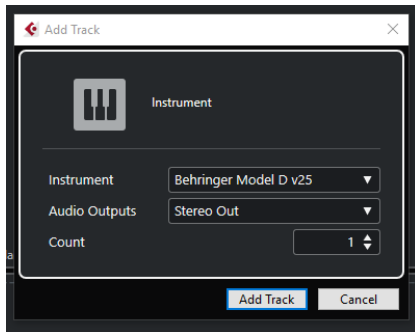 Add Track
Instrument
Instrument Behringer Model D v25
Audio Outputs Stereo Out
Count 1
Add Track Cancel